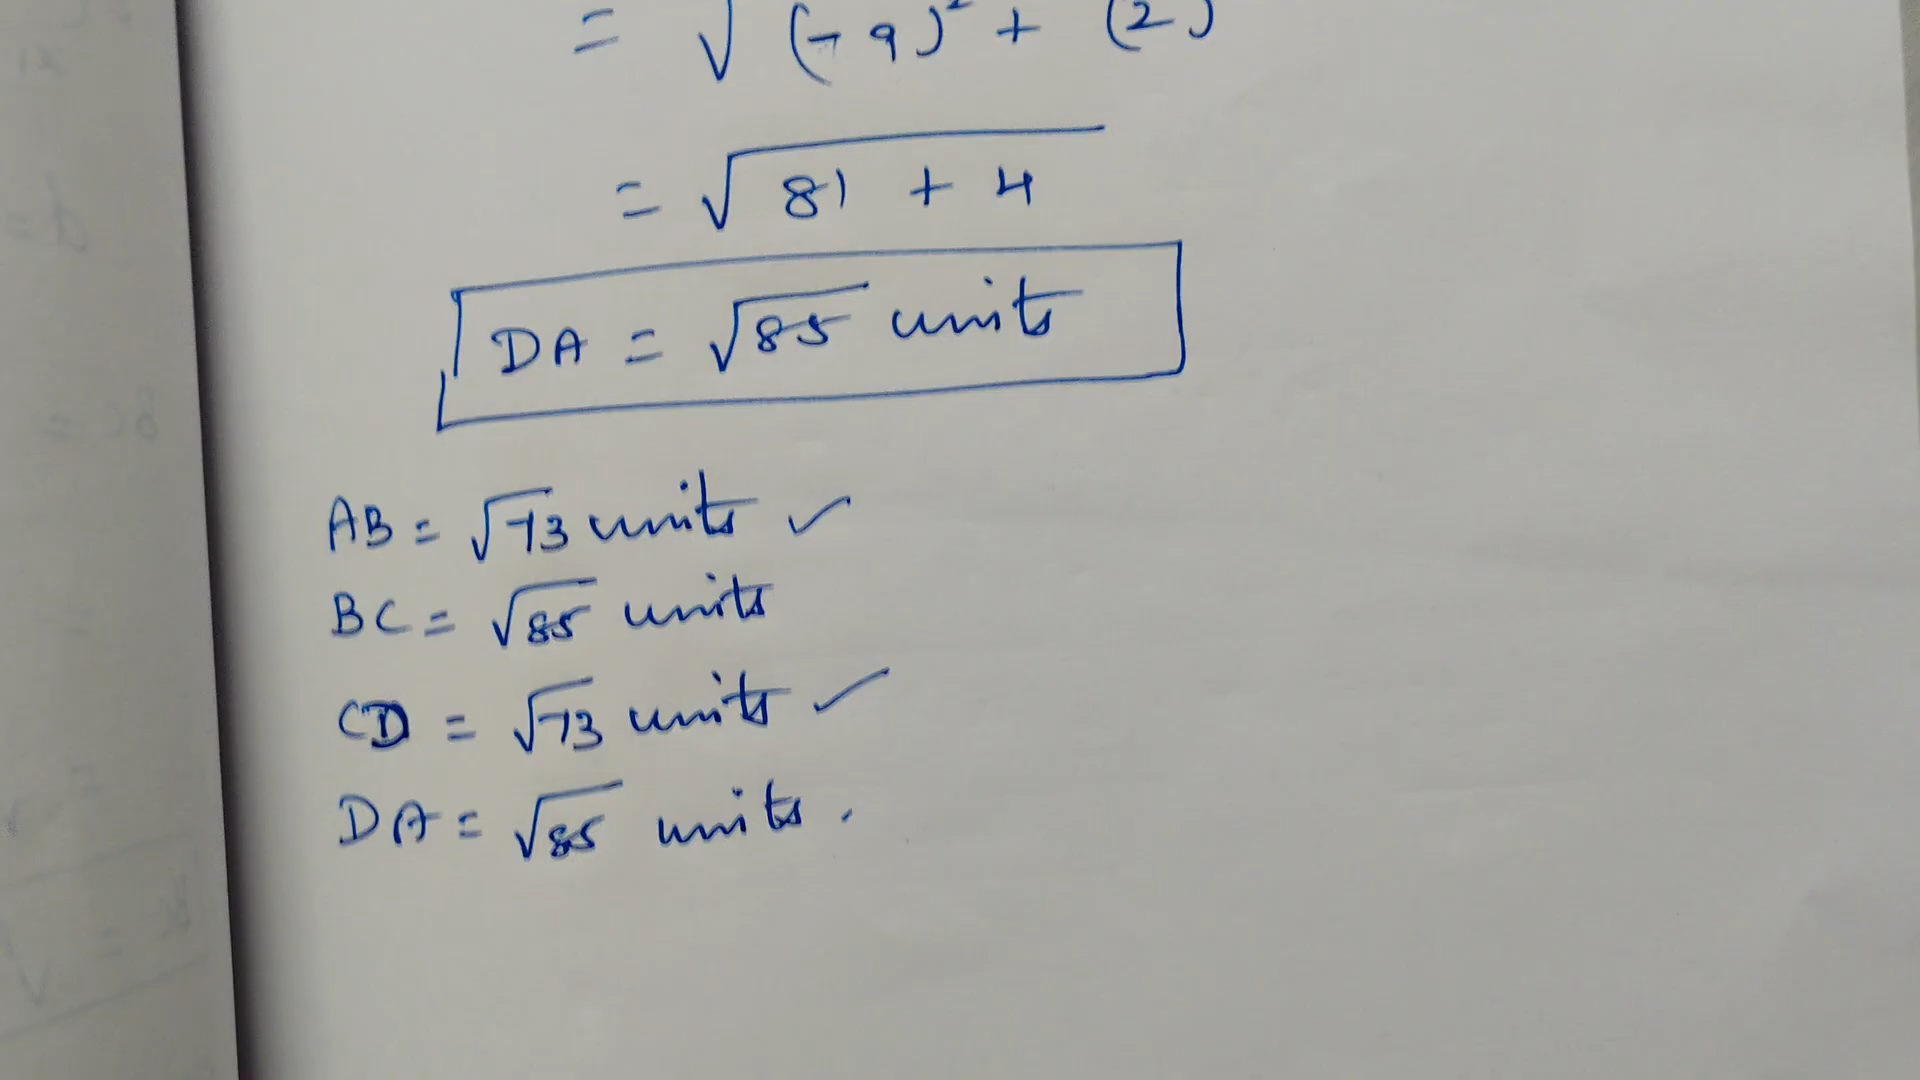 = √ (-9)² + (2)
= √81 + 4
DA = √85 units
AB = √73 units ✓
BC = √85 units
CD = √73 units ✓
DA = √85 units.